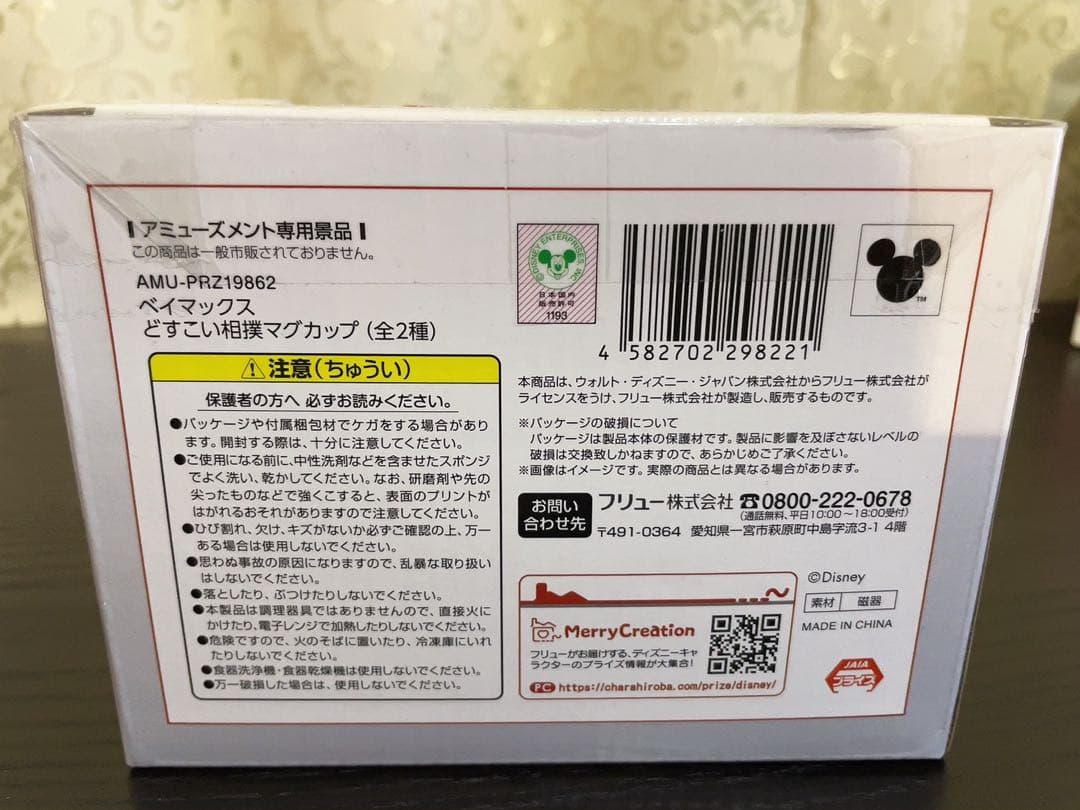 アミューズメント専用景品
この商品は一般市販されておりません。
AMU-PRZ19862
ベイマックス
どすこい相撲マグカップ (全2種)
⚠注意(ちゅうい)
保護者の方へ 必ずお読みください。
●パッケージや付属梱包材でケガをする場合があり
ます。開封する際は、十分に注意してください。
●ご使用になる前に、中性洗剤などを含ませたスポンジ
でよく洗い、乾かしてください。なお、研磨剤や先の
尖ったものなどで強くこすると、表面のプリントが
はがれるおそれがありますので注意してください。
●ひび割れ、欠け、キズがないか必ずご確認の上、万一
ある場合は使用しないでください。
●思わぬ事故の原因になりますので、乱暴な取り扱い
はしないでください。
●落としたり、ぶつけたりしないでください。
●本製品は調理器具ではありませんので、直接火に
かけたり、電子レンジで加熱したりしないでください。
●危険ですので、火のそばに置いたり、冷凍庫にいれ
たりしないでください。
●食器洗浄機・食器乾燥機は使用しないでください。
●万一破損した場合は、使用しないでください。
©DISNEY ENTERPRISES, INC
日本国内
販売許可
1193
4 582702 298221
TM
本商品は、ウォルト・ディズニー・ジャパン株式会社からフリュー株式会社が
ライセンスをうけ、フリュー株式会社が製造し、販売するものです。
※パッケージの破損について
パッケージは製品本体の保護材です。製品に影響を及ぼさないレベルの
破損は交換致しかねますので、あらかじめご了承ください。
※画像はイメージです。実際の商品とは異なる場合があります。
お問い
合わせ先
フリュー株式会社 ☎0800-222-0678
(通話無料、平日10:00~18:00受付)
〒491-0364 愛知県一宮市萩原町中島字流3-1 4階
MerryCreation
フリューがお届けする、ディズニーキャ
ラクターのプライズ情報が大集合!
PC https://charahiroba.com/prize/disney/
©Disney
素材 磁器
MADE IN CHINA
JAIA
プライズ